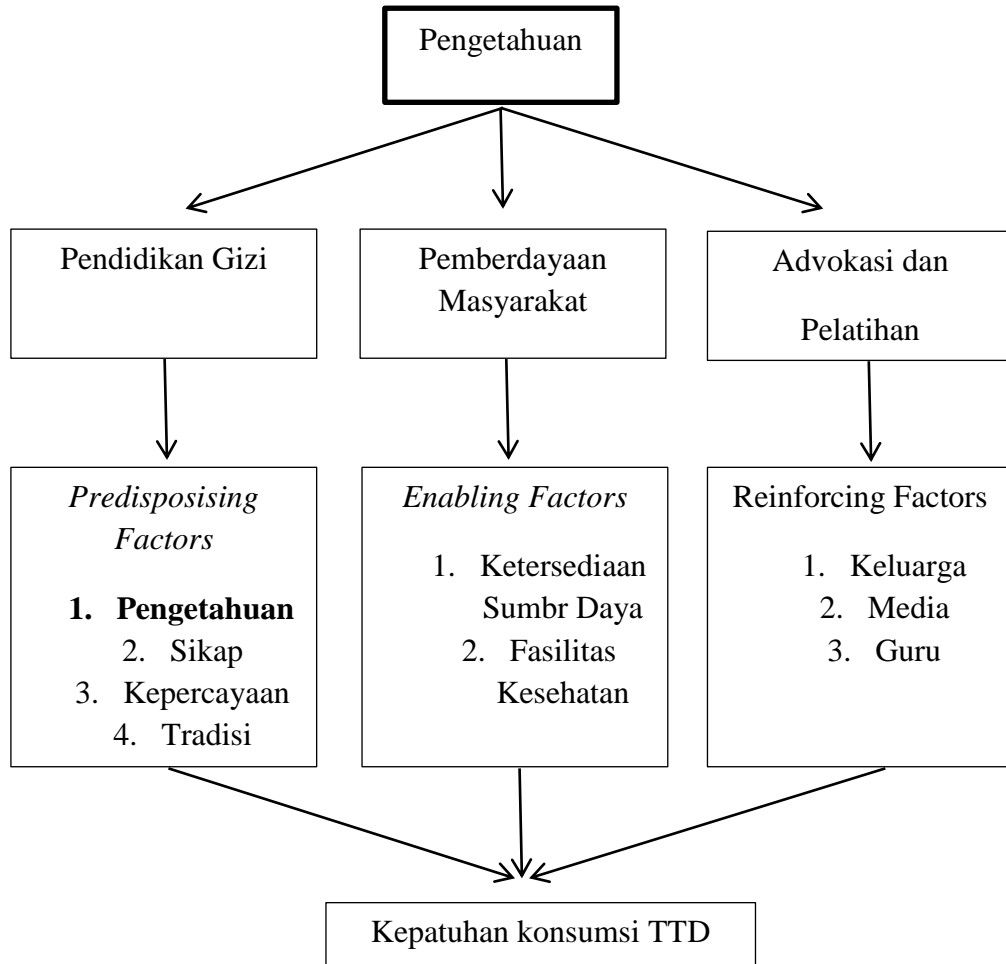 Pengetahuan
Pendidikan Gizi
Pemberdayaan
Masyarakat
Advokasi dan
Pelatihan
Predisposising
Factors
1. Pengetahuan
2. Sikap
3. Kepercayaan
4. Tradisi
Enabling Factors
1. Ketersediaan
Sumbr Daya
2. Fasilitas
Kesehatan
Reinforcing Factors
1. Keluarga
2. Media
3. Guru
Kepatuhan konsumsi TTD